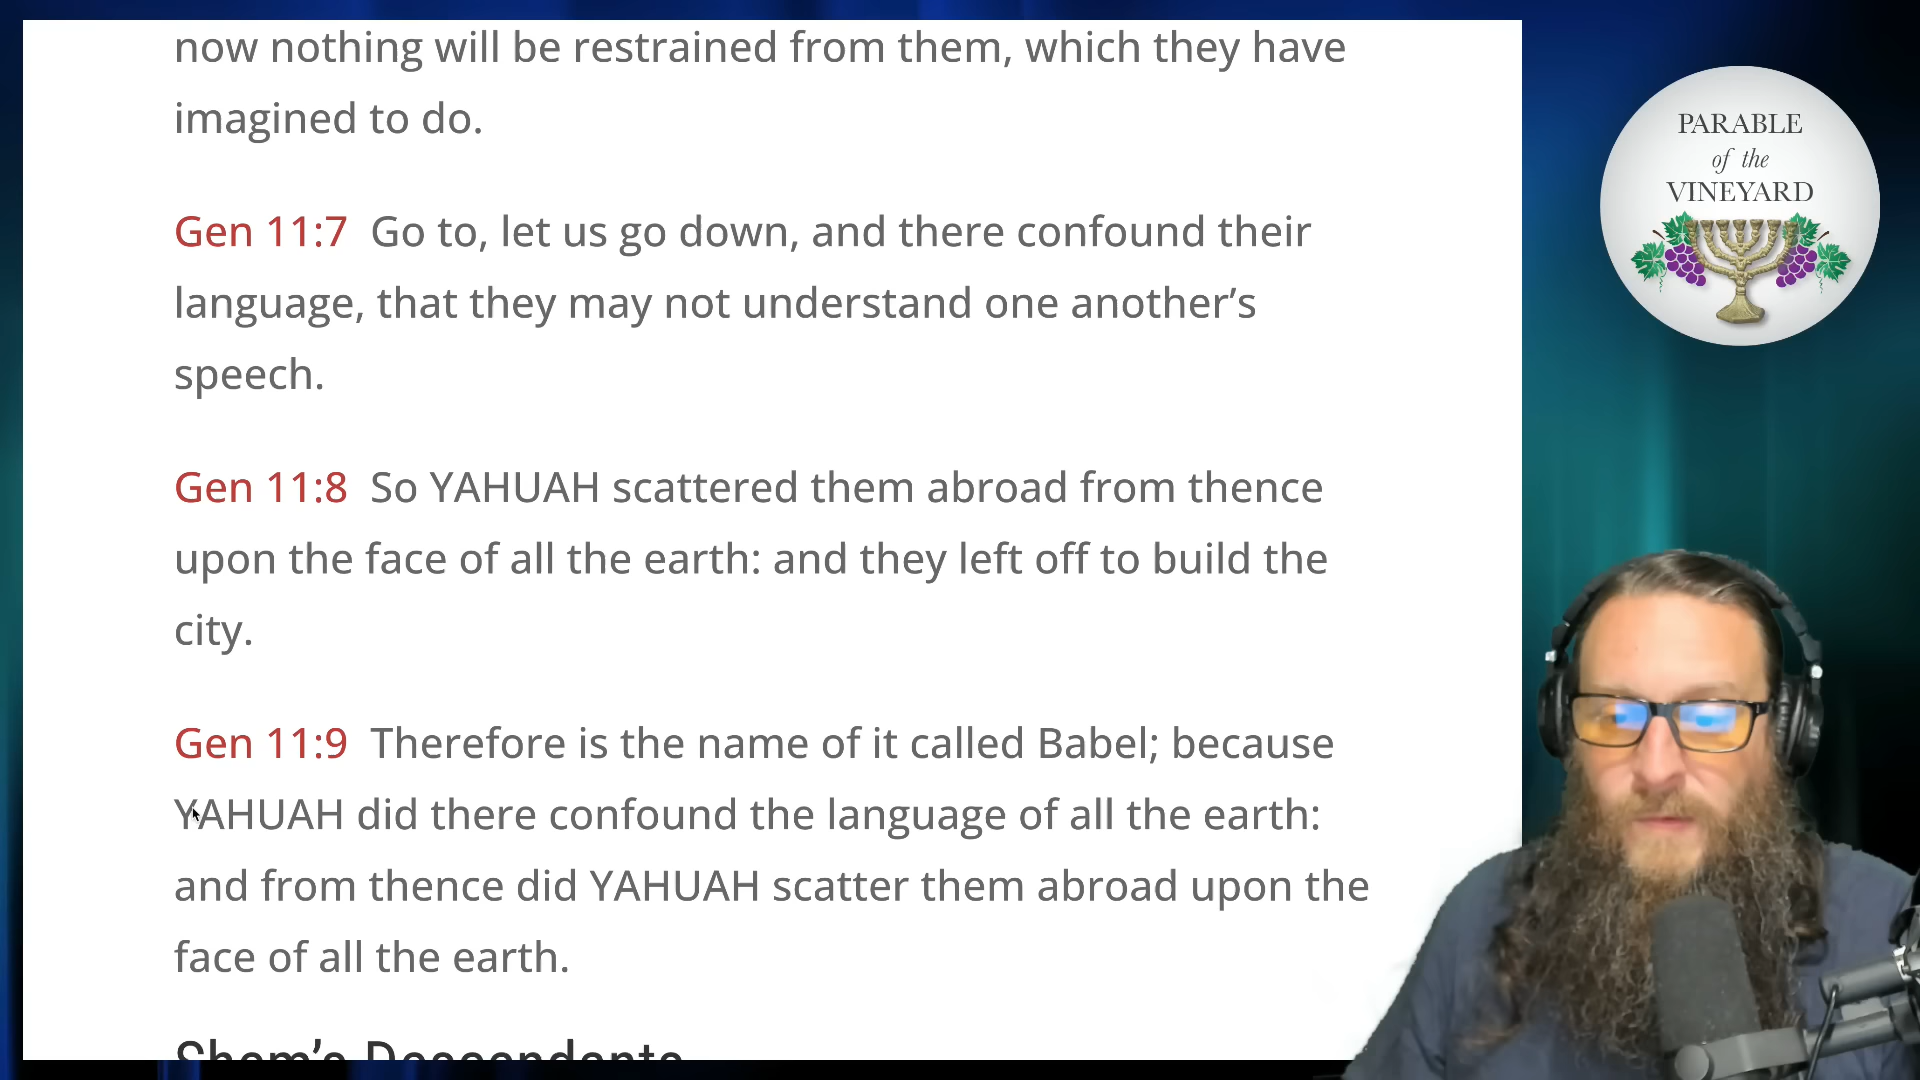 now nothing will be restrained from them, which they have
imagined to do.
Gen 11:7 Go to, let us go down, and there confound their
language, that they may not understand one another’s
speech.
Gen 11:8 So YAHUAH scattered them abroad from thence
upon the face of all the earth: and they left off to build the
city.
Gen 11:9 Therefore is the name of it called Babel; because
YAHUAH did there confound the language of all the earth:
and from thence did YAHUAH scatter them abroad upon the
face of all the earth.
Shem’s Descendants
PARABLE
of the
VINEYARD